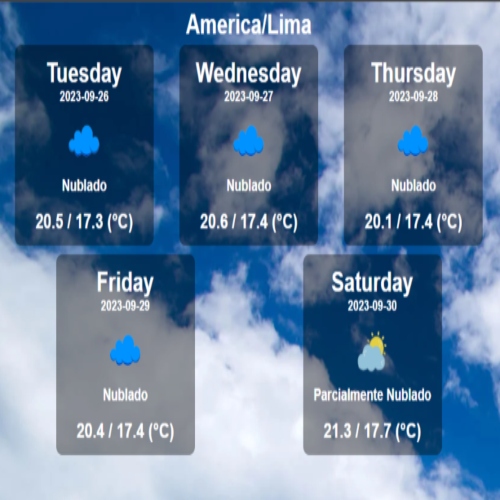 America/Lima
Tuesday
2023-09-26
Nublado
20.5 / 17.3 (°C)
Wednesday
2023-09-27
Nublado
20.6 / 17.4 (°C)
Thursday
2023-09-28
Nublado
20.1 / 17.4 (°C)
Friday
2023-09-29
Nublado
20.4 / 17.4 (°C)
Saturday
2023-09-30
Parcialmente Nublado
21.3 / 17.7 (°C)